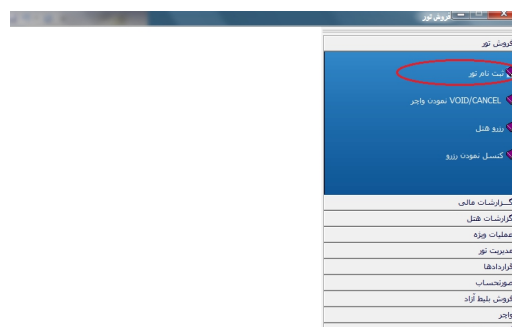 فروش تور
فروش تور
ثبت نام تور
VOID/CANCEL نمودن واچر
رزرو هتل
کنسل نمودن رزرو
گـزارشات مالی
گزارشات هتل
عملیات ویژه
مدیریت تور
قراردادها
صورتحساب
فروش بلیط آزاد
واچر